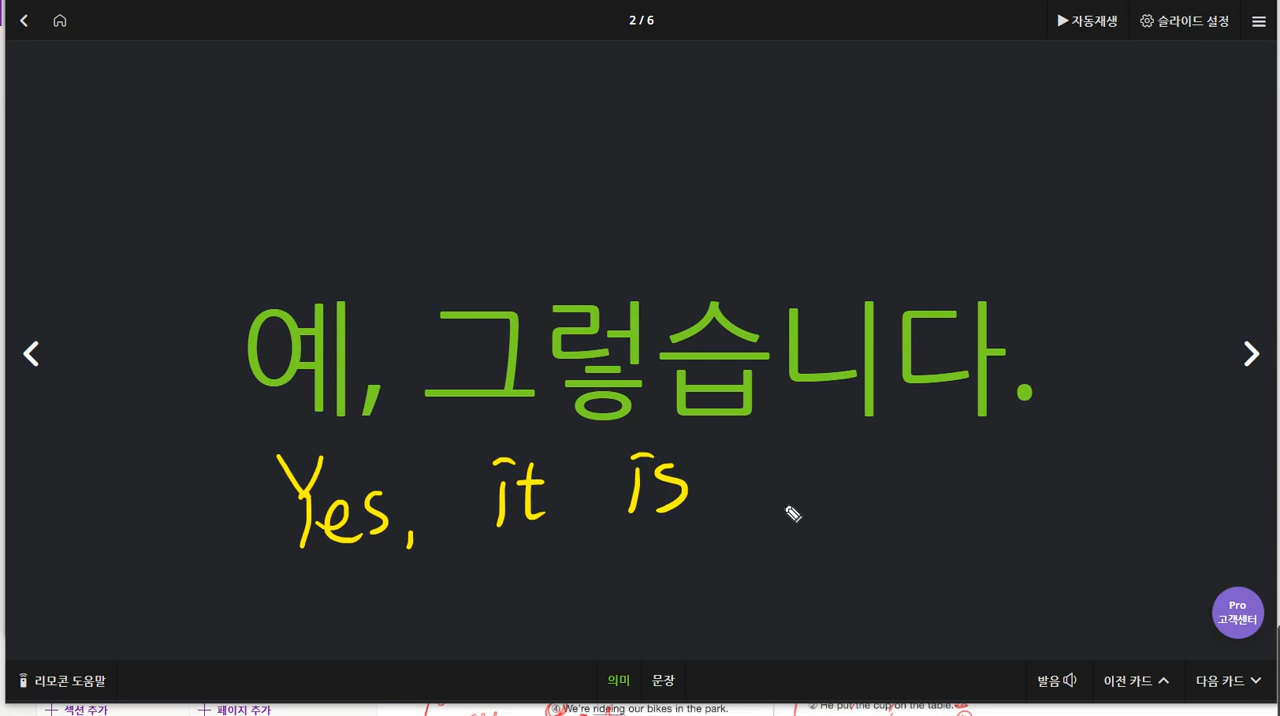 2 / 6
자동재생
슬라이드 설정
예, 그렇습니다.
Yes, it is
Pro
고객센터
리모콘 도움말
의미
문장
발음
이전 카드
다음 카드
섹션 추가
페이지 추가
④ We're rideing our bikes in the park.
② He put the cup on the table.